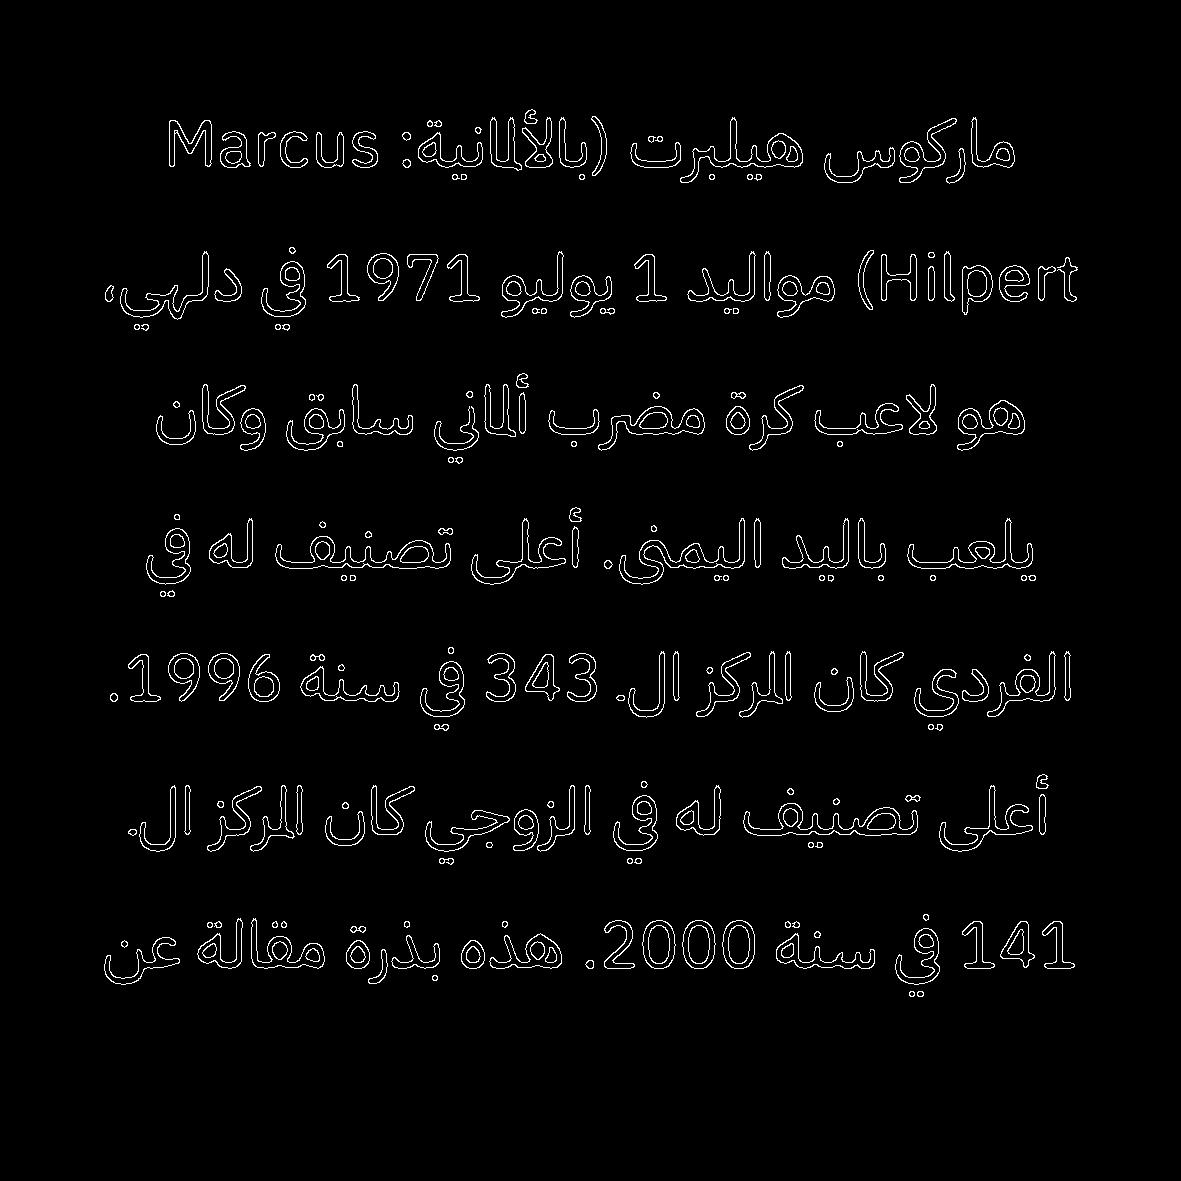 ماركوس هيلبرت (بالألمانية: Marcus
Hilpert) مواليد 1 يوليو 1971 في دلهي،
هو لاعب كرة مضرب ألماني سابق وكان
يلعب باليد اليمنى. أعلى تصنيف له في
الفردي كان المركز الـ 343 في سنة 1996.
أعلى تصنيف له في الزوجي كان المركز الـ
141 في سنة 2000. هذه بذرة مقالة عن